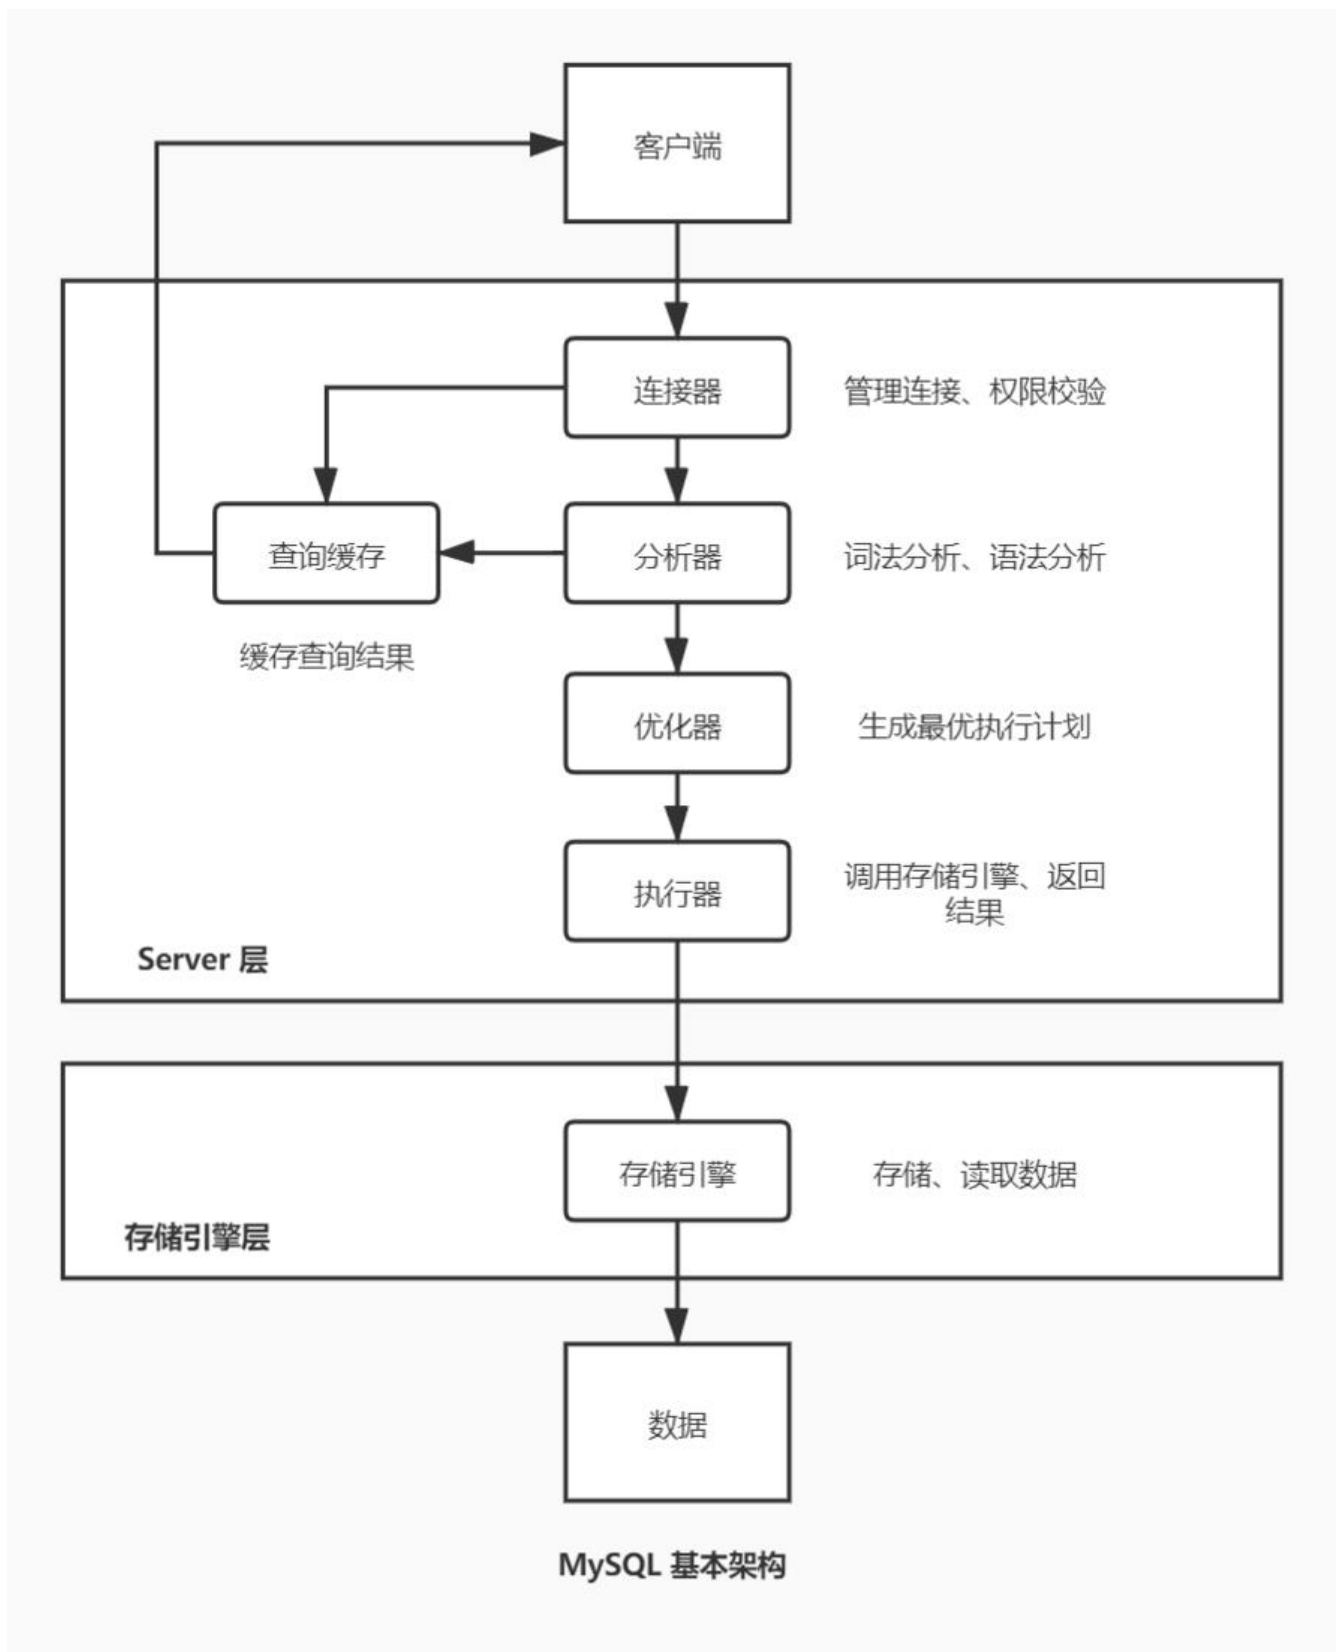 客户端
连接器
管理连接、权限校验
查询缓存
分析器
词法分析、语法分析
缓存查询结果
优化器
生成最优执行计划
执行器
调用存储引擎、返回
结果
Server 层
存储引擎
存储、读取数据
存储引擎层
数据
MySQL 基本架构